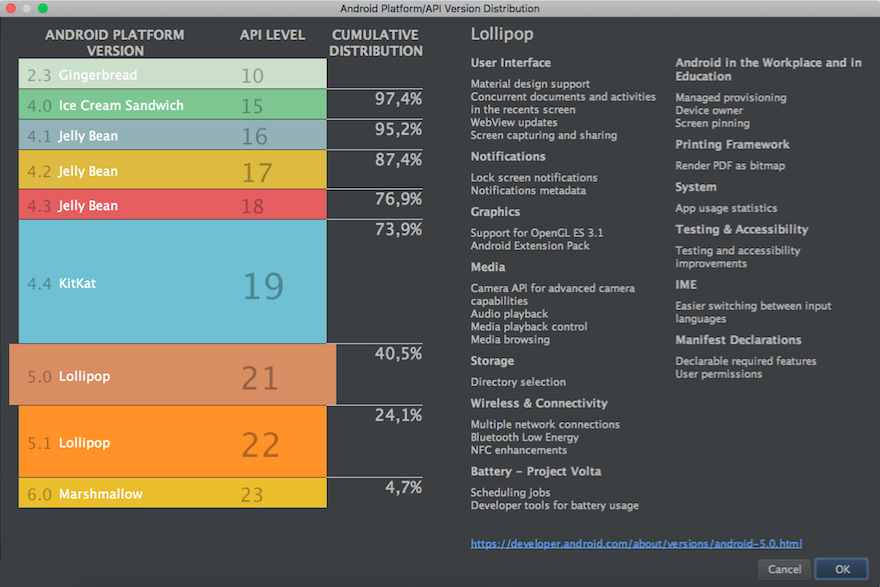 Android Platform/API Version Distribution
ANDROID PLATFORM
VERSION
API LEVEL
CUMULATIVE
DISTRIBUTION
2.3 Gingerbread 10
97,4%
4.0 Ice Cream Sandwich 15
95,2%
4.1 Jelly Bean 16
87,4%
4.2 Jelly Bean 17
76,9%
4.3 Jelly Bean 18
73,9%
4.4 KitKat 19
40,5%
5.0 Lollipop 21
24,1%
5.1 Lollipop 22
4,7%
6.0 Marshmallow 23
Lollipop
User Interface
Material design support
Concurrent documents and activities
in the recents screen
WebView updates
Screen capturing and sharing
Notifications
Lock screen notifications
Notifications metadata
Graphics
Support for OpenGL ES 3.1
Android Extension Pack
Media
Camera API for advanced camera
capabilities
Audio playback
Media playback control
Media browsing
Storage
Directory selection
Wireless & Connectivity
Multiple network connections
Bluetooth Low Energy
NFC enhancements
Battery – Project Volta
Scheduling jobs
Developer tools for battery usage
Android in the Workplace and in
Education
Managed provisioning
Device owner
Screen pinning
Printing Framework
Render PDF as bitmap
System
App usage statistics
Testing & Accessibility
Testing and accessibility
improvements
IME
Easier switching between input
languages
Manifest Declarations
Declarable required features
User permissions
https://developer.android.com/about/versions/android-5.0.html
Cancel
OK